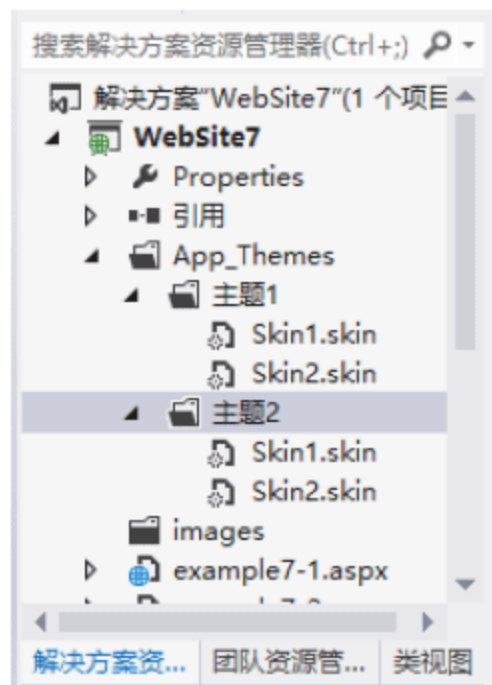 搜索解决方案资源管理器(Ctrl+;)
解决方案"WebSite7"(1 个项目
WebSite7
Properties
引用
App_Themes
主题1
Skin1.skin
Skin2.skin
主题2
Skin1.skin
Skin2.skin
images
example7-1.aspx
解决方案资... 团队资源管... 类视图